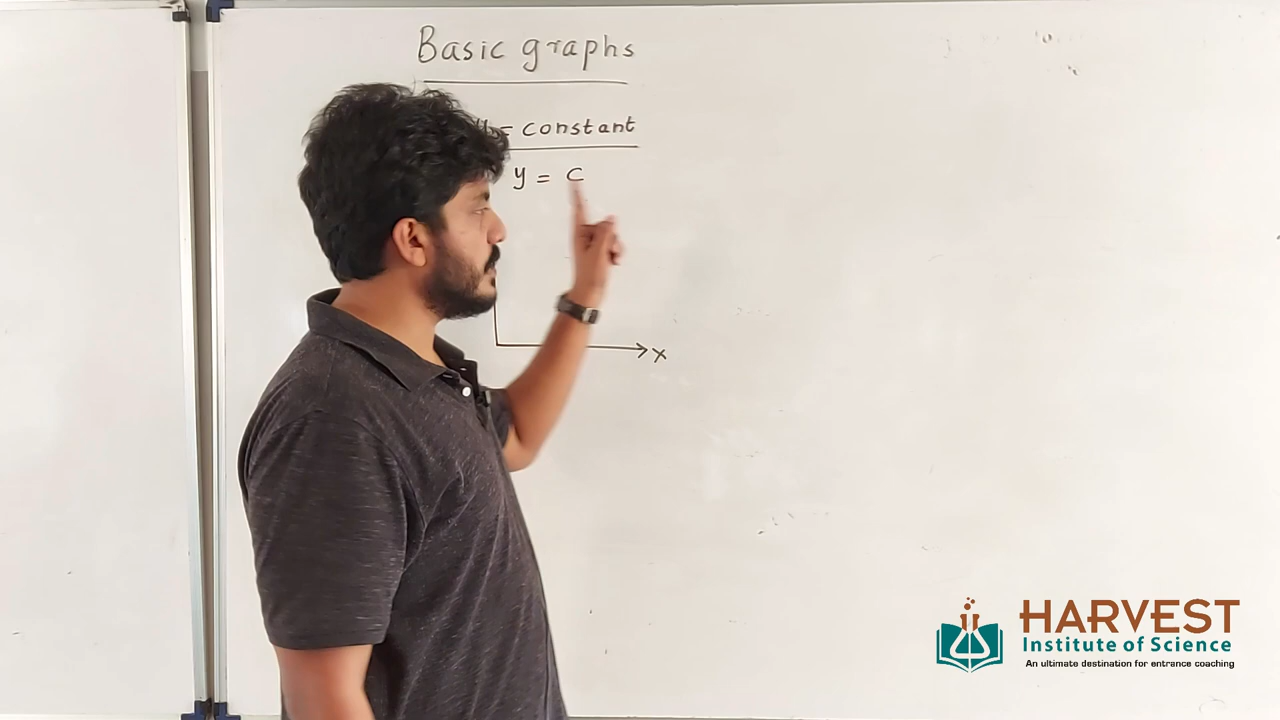 Basic graphs
= constant
y = c
x
HARVEST
Institute of Science
An ultimate destination for entrance coaching